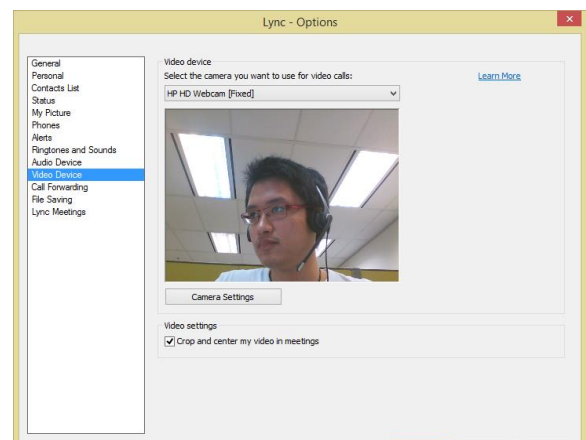 Lync - Options
General
Personal
Contacts List
Status
My Picture
Phones
Alerts
Ringtones and Sounds
Audio Device
Video Device
Call Forwarding
File Saving
Lync Meetings
Video device
Select the camera you want to use for video calls:
Learn More
HP HD Webcam [Fixed]
Camera Settings
Video settings
Crop and center my video in meetings